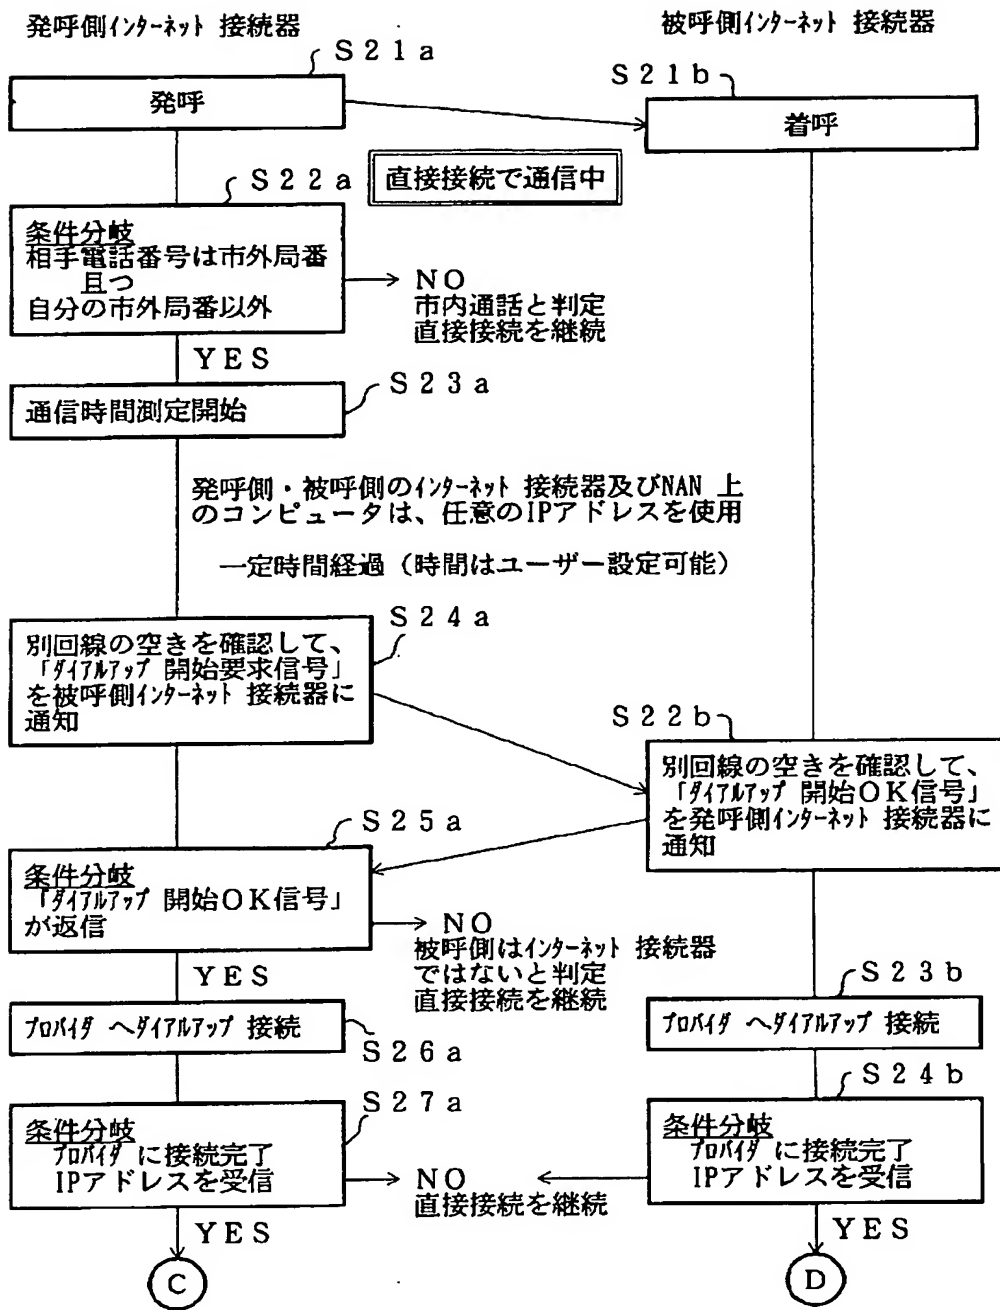 発呼側インターネット 接続器
被呼側インターネット 接続器
S21a
発呼
S21b
着呼
直接接続で通信中
S22a
条件分岐
相手電話番号は市外局番
且つ
自分の市外局番以外
NO
市内通話と判定
直接接続を継続
YES
S23a
通信時間測定開始
発呼側・被呼側のインターネット 接続器及びNAN 上
のコンピュータは、任意のIPアドレスを使用
一定時間経過（時間はユーザー設定可能）
S24a
別回線の空きを確認して、
「ダイアルアップ 開始要求信号」
を被呼側インターネット 接続器に
通知
S22b
別回線の空きを確認して、
「ダイアルアップ 開始OK信号」
を発呼側インターネット 接続器に
通知
S25a
条件分岐
「ダイアルアップ 開始OK信号」
が返信
NO
被呼側はインターネット 接続器
ではないと判定
直接接続を継続
YES
プロバイダ へダイアルアップ 接続
S26a
S23b
プロバイダ へダイアルアップ 接続
S27a
条件分岐
プロバイダ に接続完了
IPアドレスを受信
NO
直接接続を継続
S24b
条件分岐
プロバイダ に接続完了
IPアドレスを受信
YES
YES
C
D